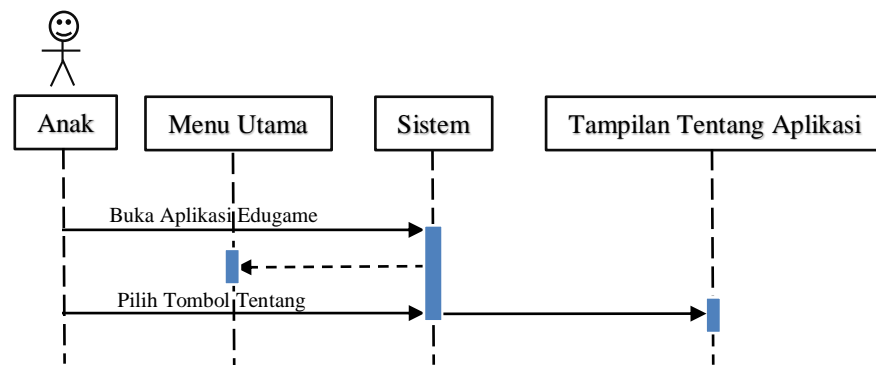 Anak
Menu Utama
Sistem
Tampilan Tentang Aplikasi
Buka Aplikasi Edugame
Pilih Tombol Tentang